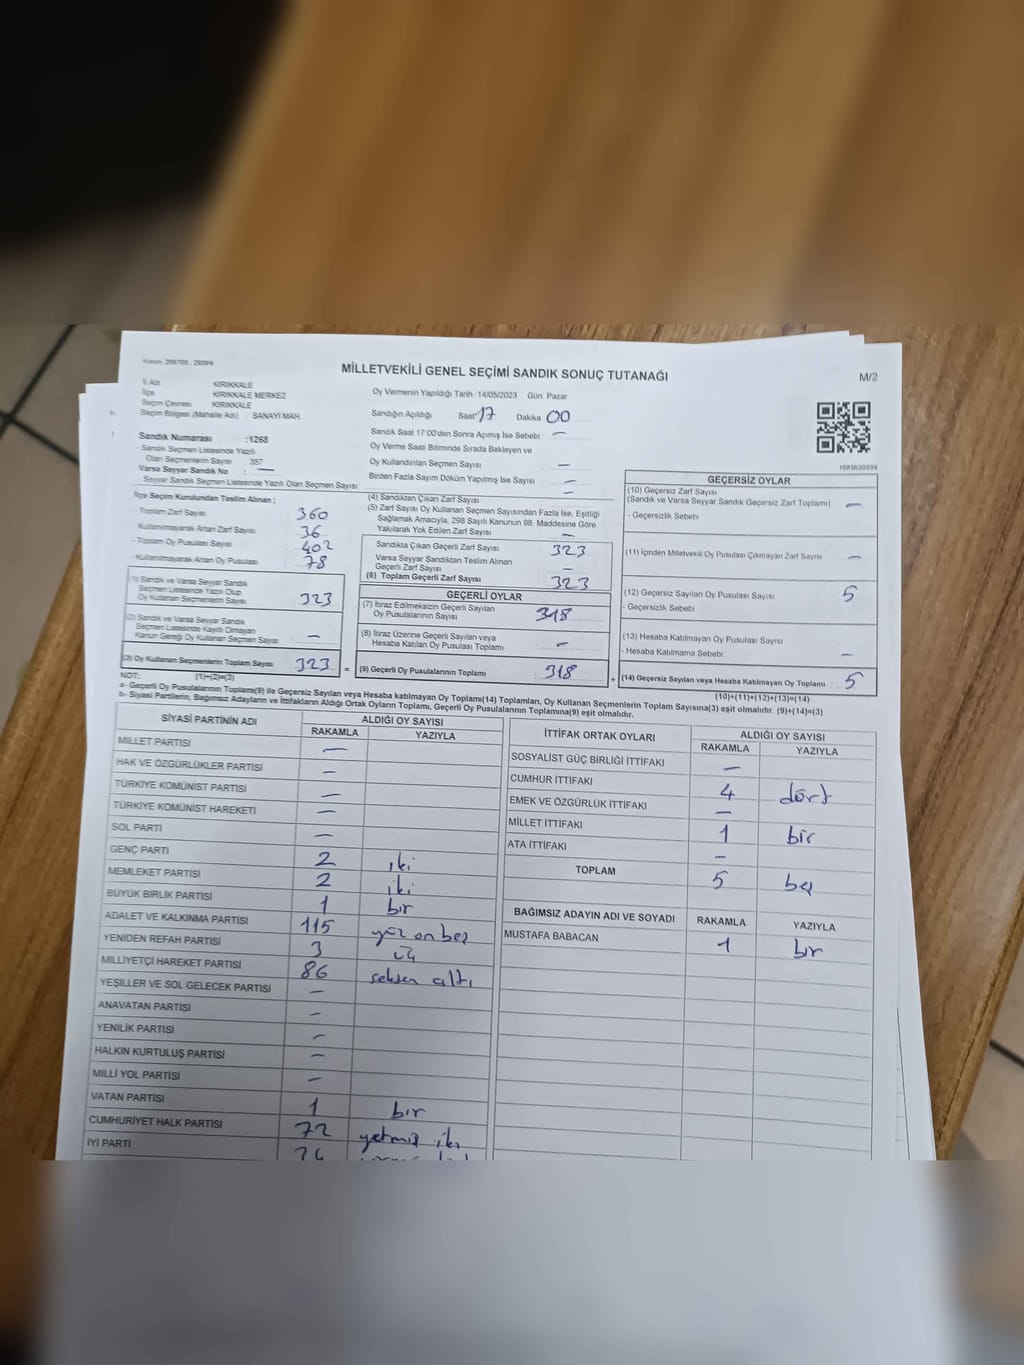 MİLLETVEKİLİ GENEL SEÇİMİ SANDIK SONUÇ TUTANAĞI
M/2
İl Adı KIRIKKALE
İlçe KIRIKKALE MERKEZ
Seçim Çevresi KIRIKKALE
Seçim Bölgesi (Mahalle Adı) SANAYİ MAH.
Sandık Numarası :1268
- Sandık Seçmen Listesinde Yazılı
Olan Seçmenlerin Sayısı 357
Varsa Seyyar Sandık No : —
- Seyyar Sandık Seçmen Listesinde Yazılı Olan Seçmen Sayısı:
Oy Vermenin Yapıldığı Tarih :14/05/2023 Gün: Pazar
Sandığın Açıldığı Saat 17 Dakika 00
Sandık Saat 17:00'den Sonra Açılmış İse Sebebi —
Oy Verme Saati Bitiminde Sırada Bekleyen ve
Oy Kullandırılan Seçmen Sayısı —
Birden Fazla Sayım Döküm Yapılmış İse Sayısı —
1083620939
İlçe Seçim Kurulundan Teslim Alınan ;
- Toplam Zarf Sayısı 360
- Kullanılmayarak Artan Zarf Sayısı 36
- Toplam Oy Pusulası Sayısı 402
- Kullanılmayarak Artan Oy Pusulası 78
(1) Sandık ve Varsa Seyyar Sandık
Seçmen Listesinde Yazılı Olup
Oy Kullanan Seçmenlerin Sayısı 323
(2) Sandık ve Varsa Seyyar Sandık
Seçmen Listesinde Kayıtlı Olmayan
Kanun Gereği Oy Kullanan Seçmen Sayısı —
(3) Oy Kullanan Seçmenlerin Toplam Sayısı 323 =
(1)+(2)=(3)
(4) Sandıktan Çıkan Zarf Sayısı —
(5) Zarf Sayısı Oy Kullanan Seçmen Sayısından Fazla İse, Eşitliği
Sağlamak Amacıyla; 298 Sayılı Kanunun 98. Maddesine Göre
Yakılarak Yok Edilen Zarf Sayısı —
Sandıkta Çıkan Geçerli Zarf Sayısı 323
Varsa Seyyar Sandıktan Teslim Alınan
Geçerli Zarf Sayısı —
(6) Toplam Geçerli Zarf Sayısı 323
GEÇERLİ OYLAR
(7) İtiraz Edilmeksizin Geçerli Sayılan
Oy Pusulalarının Sayısı 318
(8) İtiraz Üzerine Geçerli Sayılan veya
Hesaba Katılan Oy Pusulası Toplamı —
(9) Geçerli Oy Pusulalarının Toplamı 318 +
GEÇERSİZ OYLAR
(10) Geçersiz Zarf Sayısı
(Sandık ve Varsa Seyyar Sandık Geçersiz Zarf Toplamı) —
- Geçersizlik Sebebi
(11) İçinden Milletvekili Oy Pusulası Çıkmayan Zarf Sayısı —
(12) Geçersiz Sayılan Oy Pusulası Sayısı 5
- Geçersizlik Sebebi
(13) Hesaba Katılmayan Oy Pusulası Sayısı
- Hesaba Katılmama Sebebi —
(14) Geçersiz Sayılan veya Hesaba Katılmayan Oy Toplamı 5
(10)+(11)+(12)+(13)=(14)
NOT:
a- Geçerli Oy Pusulalarının Toplamı(9) ile Geçersiz Sayılan veya Hesaba katılmayan Oy Toplamı(14) Toplamları, Oy Kullanan Seçmenlerin Toplam Sayısına(3) eşit olmalıdır. (9)+(14)=(3)
b- Siyasi Partilerin, Bağımsız Adayların ve İttifakların Aldığı Ortak Oyların Toplamı, Geçerli Oy Pusulalarının Toplamına(9) eşit olmalıdır.
SİYASİ PARTİNİN ADI ALDIĞI OY SAYISI
RAKAMLA YAZIYLA
MİLLET PARTİSİ —
HAK VE ÖZGÜRLÜKLER PARTİSİ —
TÜRKİYE KOMÜNİST PARTİSİ —
TÜRKİYE KOMÜNİST HAREKETİ —
SOL PARTİ —
GENÇ PARTİ 2 iki
MEMLEKET PARTİSİ 2 iki
BÜYÜK BİRLİK PARTİSİ 1 bir
ADALET VE KALKINMA PARTİSİ 115 yüz on beş
YENİDEN REFAH PARTİSİ 3 üç
MİLLİYETÇİ HAREKET PARTİSİ 86 seksen altı
YEŞİLLER VE SOL GELECEK PARTİSİ —
ANAVATAN PARTİSİ —
YENİLİK PARTİSİ —
HALKIN KURTULUŞ PARTİSİ —
MİLLİ YOL PARTİSİ —
VATAN PARTİSİ 1 bir
CUMHURİYET HALK PARTİSİ 72 yetmiş iki
İYİ PARTİ
İTTİFAK ORTAK OYLARI ALDIĞI OY SAYISI
RAKAMLA YAZIYLA
SOSYALİST GÜÇ BİRLİĞİ İTTİFAKI —
CUMHUR İTTİFAKI 4 dört
EMEK VE ÖZGÜRLÜK İTTİFAKI —
MİLLET İTTİFAKI 1 bir
ATA İTTİFAKI —
TOPLAM 5 beş
BAĞIMSIZ ADAYIN ADI VE SOYADI RAKAMLA YAZIYLA
MUSTAFA BABACAN 1 bir